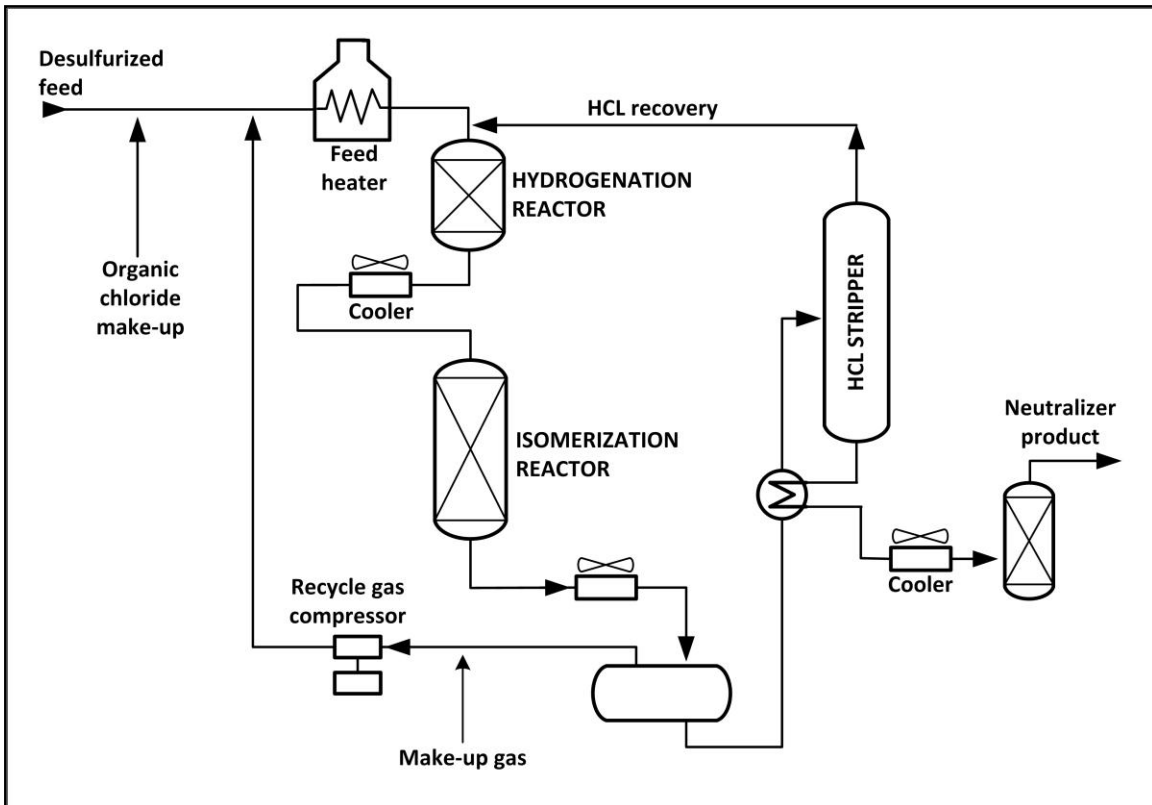 Desulfurized
feed
Feed
heater
HCL recovery
HYDROGENATION
REACTOR
Organic
chloride
make-up
Cooler
HCL STRIPPER
ISOMERIZATION
REACTOR
Neutralizer
product
Cooler
Recycle gas
compressor
Make-up gas